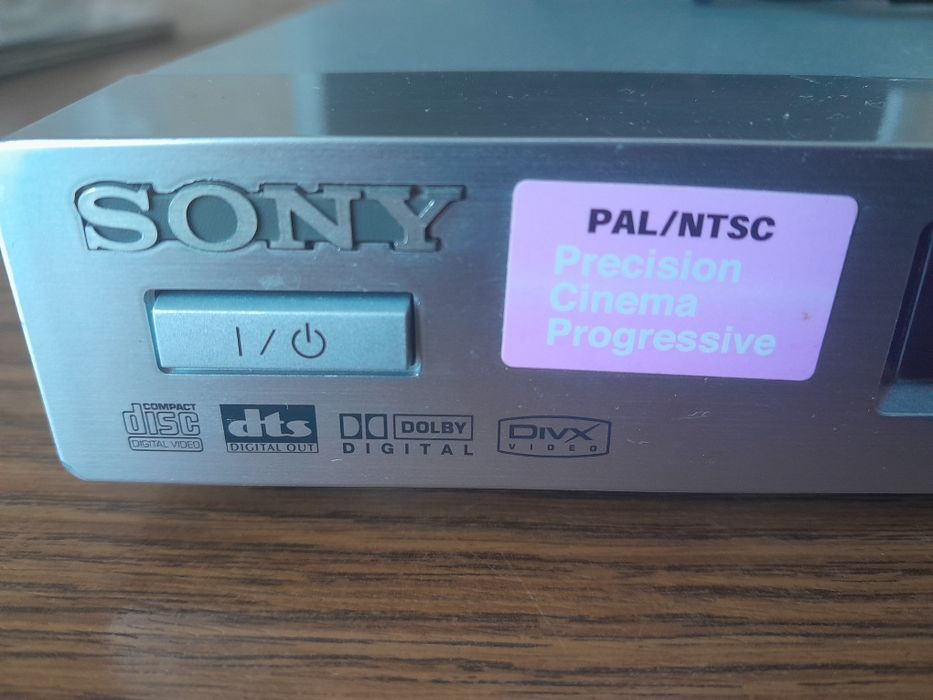 SONY
PAL/NTSC
Precision
Cinema
Progressive
I / ⏻
COMPACT
disc
DIGITAL VIDEO
dts
DIGITAL OUT
DOLBY
DIGITAL
DIVX
VIDEO